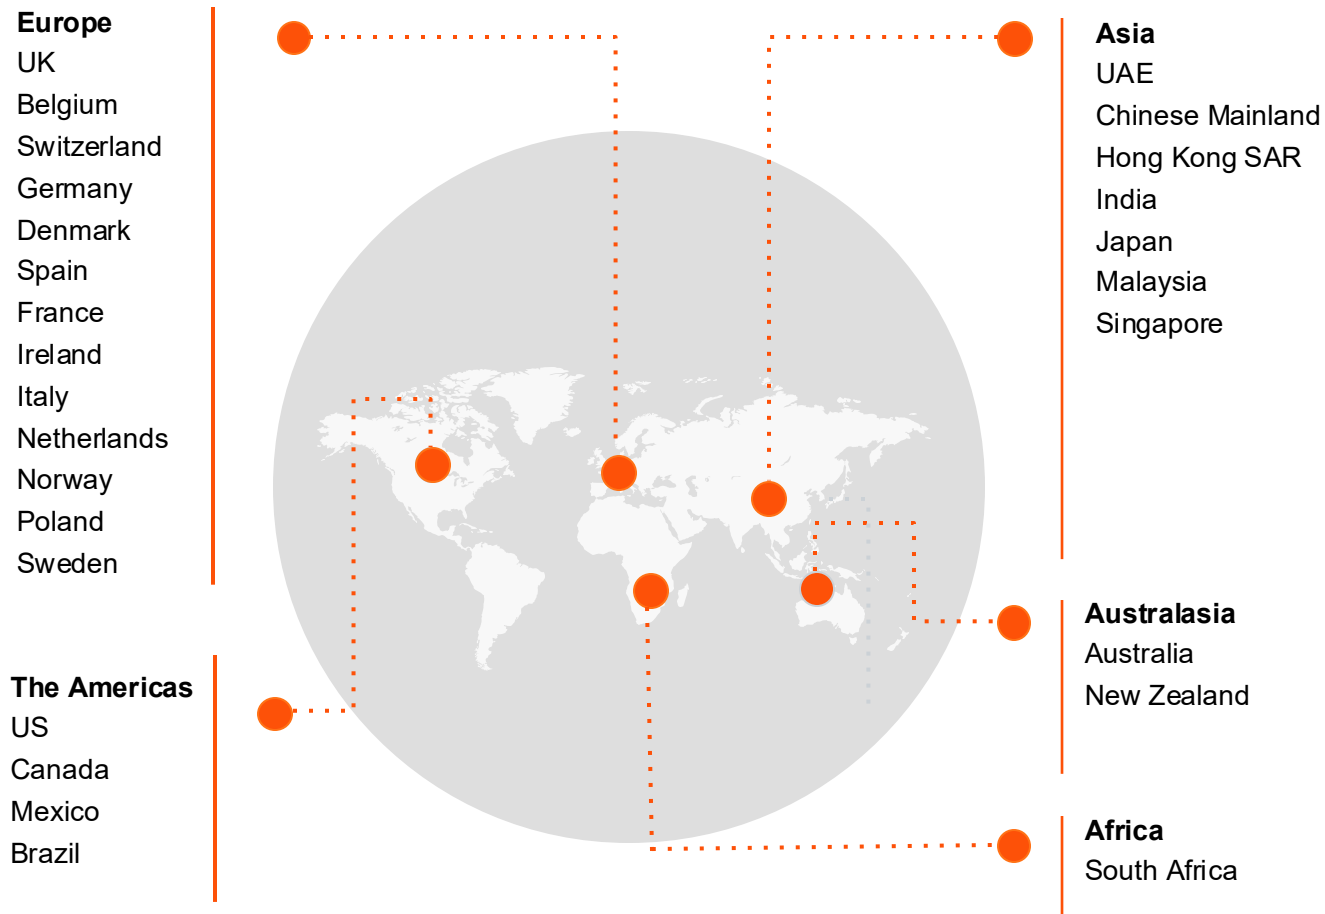 Europe
UK
Belgium
Switzerland
Germany
Denmark
Spain
France
Ireland
Italy
Netherlands
Norway
Poland
Sweden
The Americas
US
Canada
Mexico
Brazil
Asia
UAE
Chinese Mainland
Hong Kong SAR
India
Japan
Malaysia
Singapore
Australasia
Australia
New Zealand
Africa
South Africa